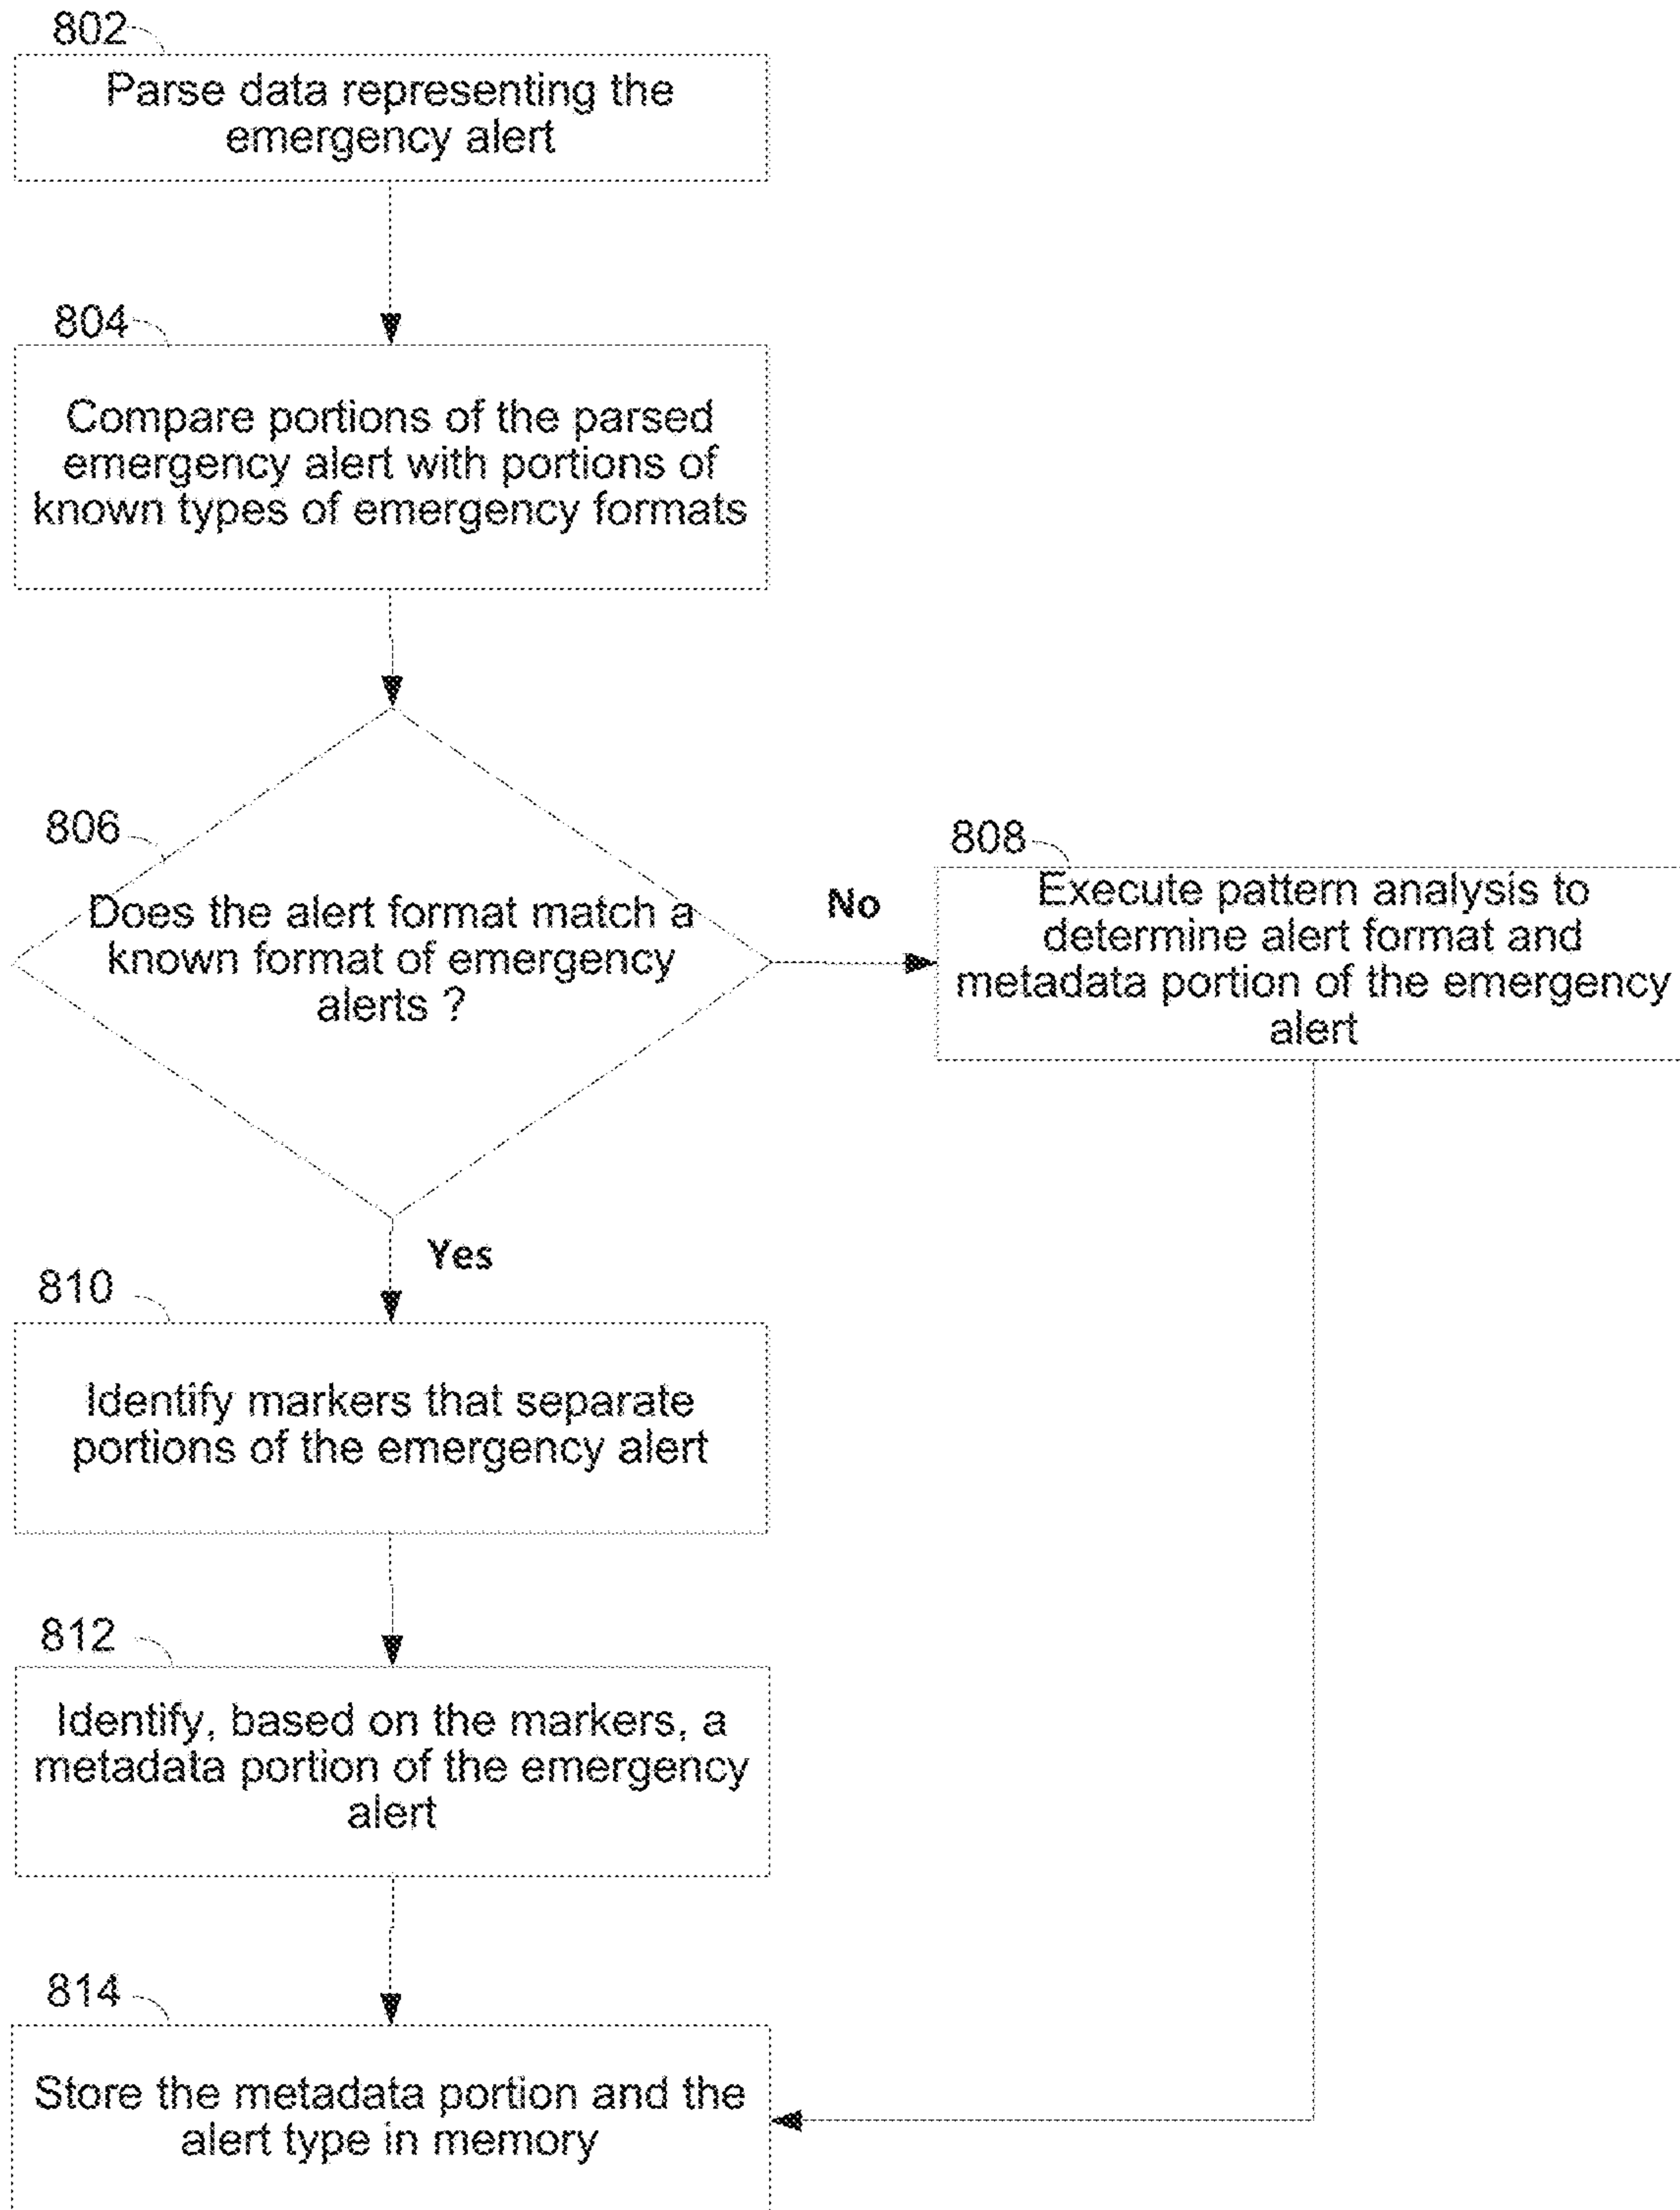 802
Parse data representing the
emergency alert
804
Compare portions of the parsed
emergency alert with portions of
known types of emergency formats
806
Does the alert format match a
known format of emergency
alerts ?
No
808
Execute pattern analysis to
determine alert format and
metadata portion of the emergency
alert
Yes
810
Identify markers that separate
portions of the emergency alert
812
Identify, based on the markers, a
metadata portion of the emergency
alert
814
Store the metadata portion and the
alert type in memory